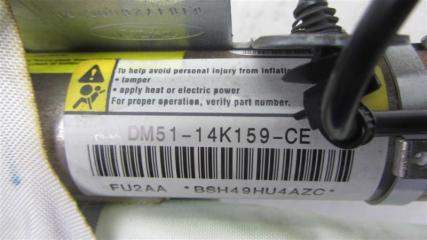 To help avoid personal injury from inflati
• tamper
• apply heat or electric power
For proper operation, verify part number.
DM51-14K159-CE
FU2AA *BSH49HU4AZC*